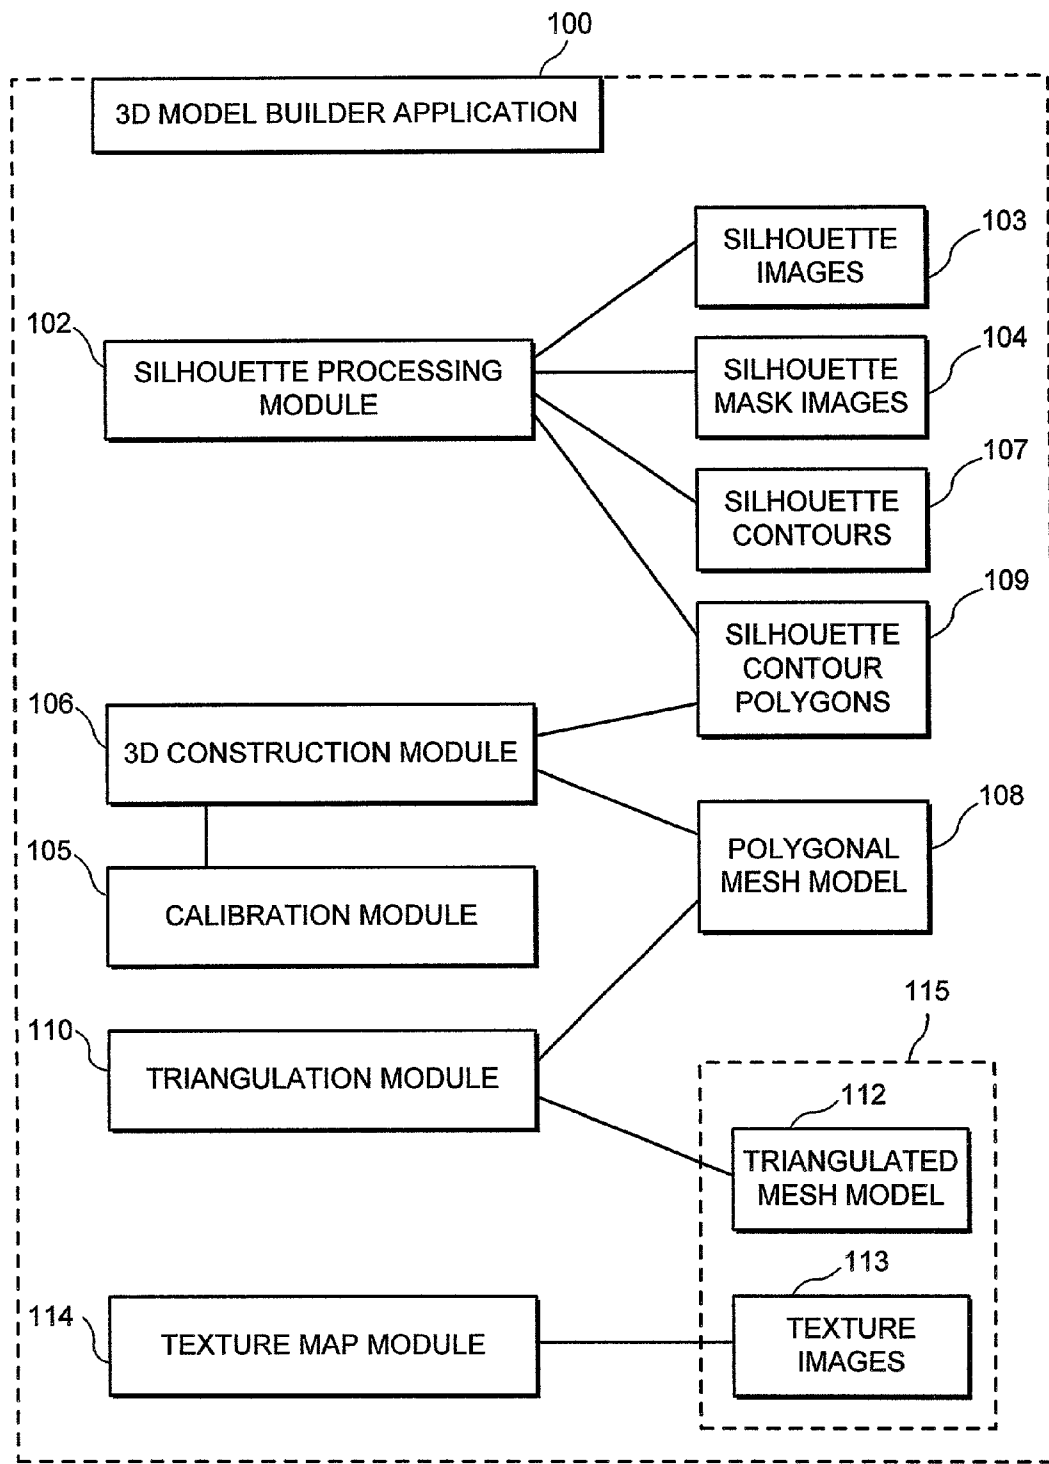 100
3D MODEL BUILDER APPLICATION
103
SILHOUETTE
IMAGES
102
SILHOUETTE PROCESSING
MODULE
104
SILHOUETTE
MASK IMAGES
107
SILHOUETTE
CONTOURS
109
SILHOUETTE
CONTOUR
POLYGONS
106
3D CONSTRUCTION MODULE
108
POLYGONAL
MESH MODEL
105
CALIBRATION MODULE
115
110
TRIANGULATION MODULE
112
TRIANGULATED
MESH MODEL
113
114
TEXTURE MAP MODULE
TEXTURE
IMAGES